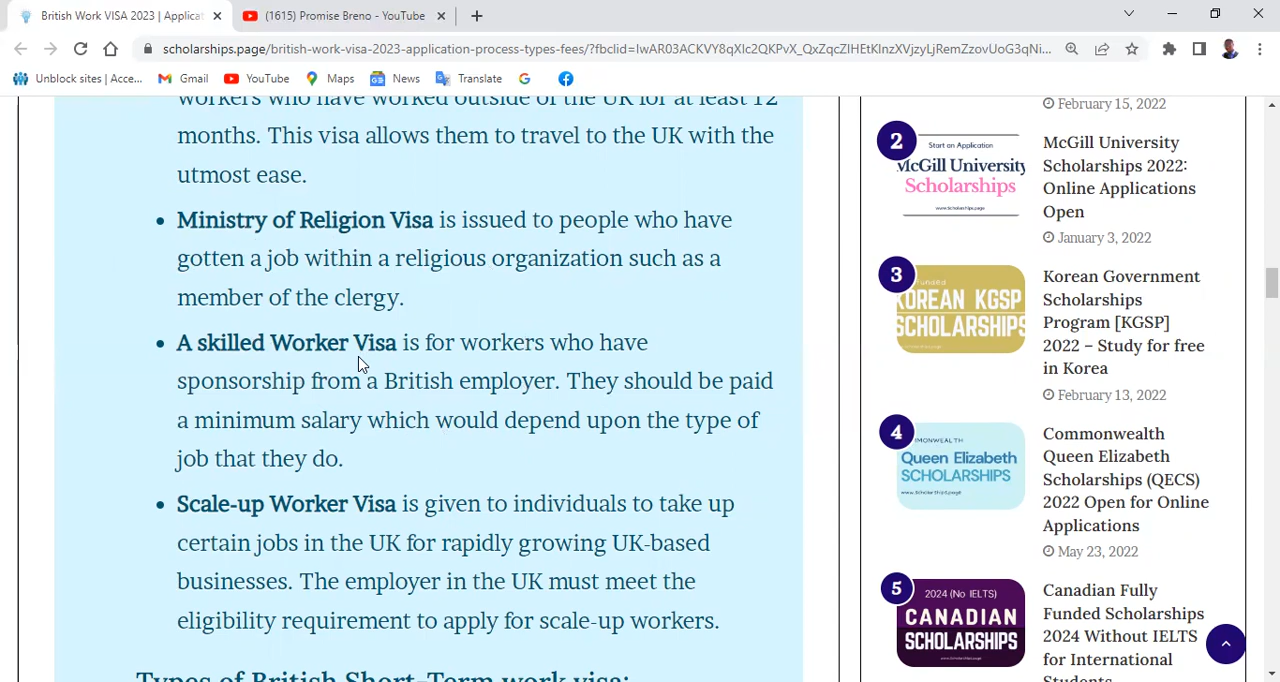 British Work VISA 2023 | Applicat
(1615) Promise Breno - YouTube
scholarships.page/british-work-visa-2023-application-process-types-fees/?fbclid=IwAR03ACKVY8qXIc2QKPvX_QxZqcZIHEtKInzXVjzyLjRemZzovUoG3qNi...
Unblock sites | Acce...
Gmail
YouTube
Maps
News
Translate
workers who have worked outside of the UK for at least 12
months. This visa allows them to travel to the UK with the
utmost ease.
Ministry of Religion Visa is issued to people who have
gotten a job within a religious organization such as a
member of the clergy.
A skilled Worker Visa is for workers who have
sponsorship from a British employer. They should be paid
a minimum salary which would depend upon the type of
job that they do.
Scale-up Worker Visa is given to individuals to take up
certain jobs in the UK for rapidly growing UK-based
businesses. The employer in the UK must meet the
eligibility requirement to apply for scale-up workers.
Types of British Short-Term work visa:
February 15, 2022
2
Start an Application
McGill University
Scholarships
www.Scholarships.page
McGill University
Scholarships 2022:
Online Applications
Open
January 3, 2022
3
KOREAN KGSP
SCHOLARSHIPS
Korean Government
Scholarships
Program [KGSP]
2022 – Study for free
in Korea
February 13, 2022
4
MONWEALTH
Queen Elizabeth
SCHOLARSHIPS
Commonwealth
Queen Elizabeth
Scholarships (QECS)
2022 Open for Online
Applications
May 23, 2022
5
2024 (No IELTS)
CANADIAN
SCHOLARSHIPS
Canadian Fully
Funded Scholarships
2024 Without IELTS
for International
Students